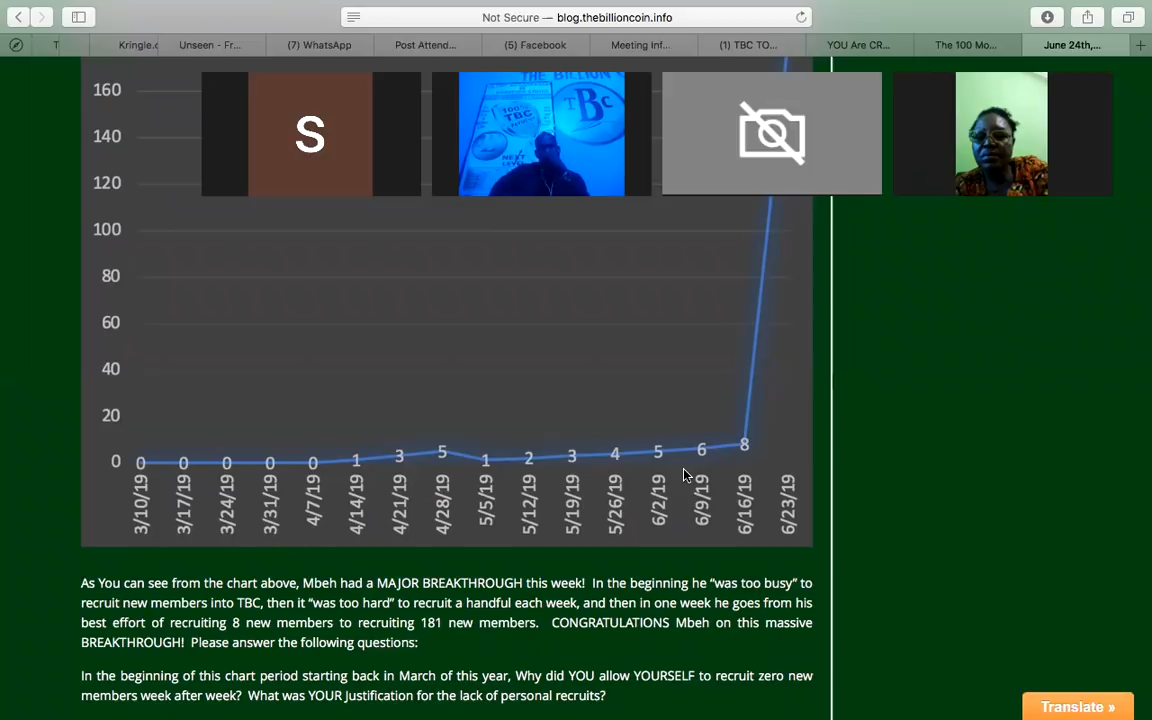 Not Secure — blog.thebillioncoin.info
T
Kringle.c
Unseen - Fr...
(7) WhatsApp
Post Attend...
(5) Facebook
Meeting Inf...
(1) TBC TO...
YOU Are CR...
The 100 Mo...
June 24th,...
160
140
120
100
80
60
40
20
0
S
THE BILLION
100%
TBC
TBC
NEXT
LEVEL
0 0 0 0 0 1 3 5 1 2 3 4 5 6 8
3/10/19 3/17/19 3/24/19 3/31/19 4/7/19 4/14/19 4/21/19 4/28/19 5/5/19 5/12/19 5/19/19 5/26/19 6/2/19 6/9/19 6/16/19 6/23/19
As You can see from the chart above, Mbeh had a MAJOR BREAKTHROUGH this week! In the beginning he “was too busy” to
recruit new members into TBC, then it “was too hard” to recruit a handful each week, and then in one week he goes from his
best effort of recruiting 8 new members to recruiting 181 new members. CONGRATULATIONS Mbeh on this massive
BREAKTHROUGH! Please answer the following questions:
In the beginning of this chart period starting back in March of this year, Why did YOU allow YOURSELF to recruit zero new
members week after week? What was YOUR Justification for the lack of personal recruits?
Translate »